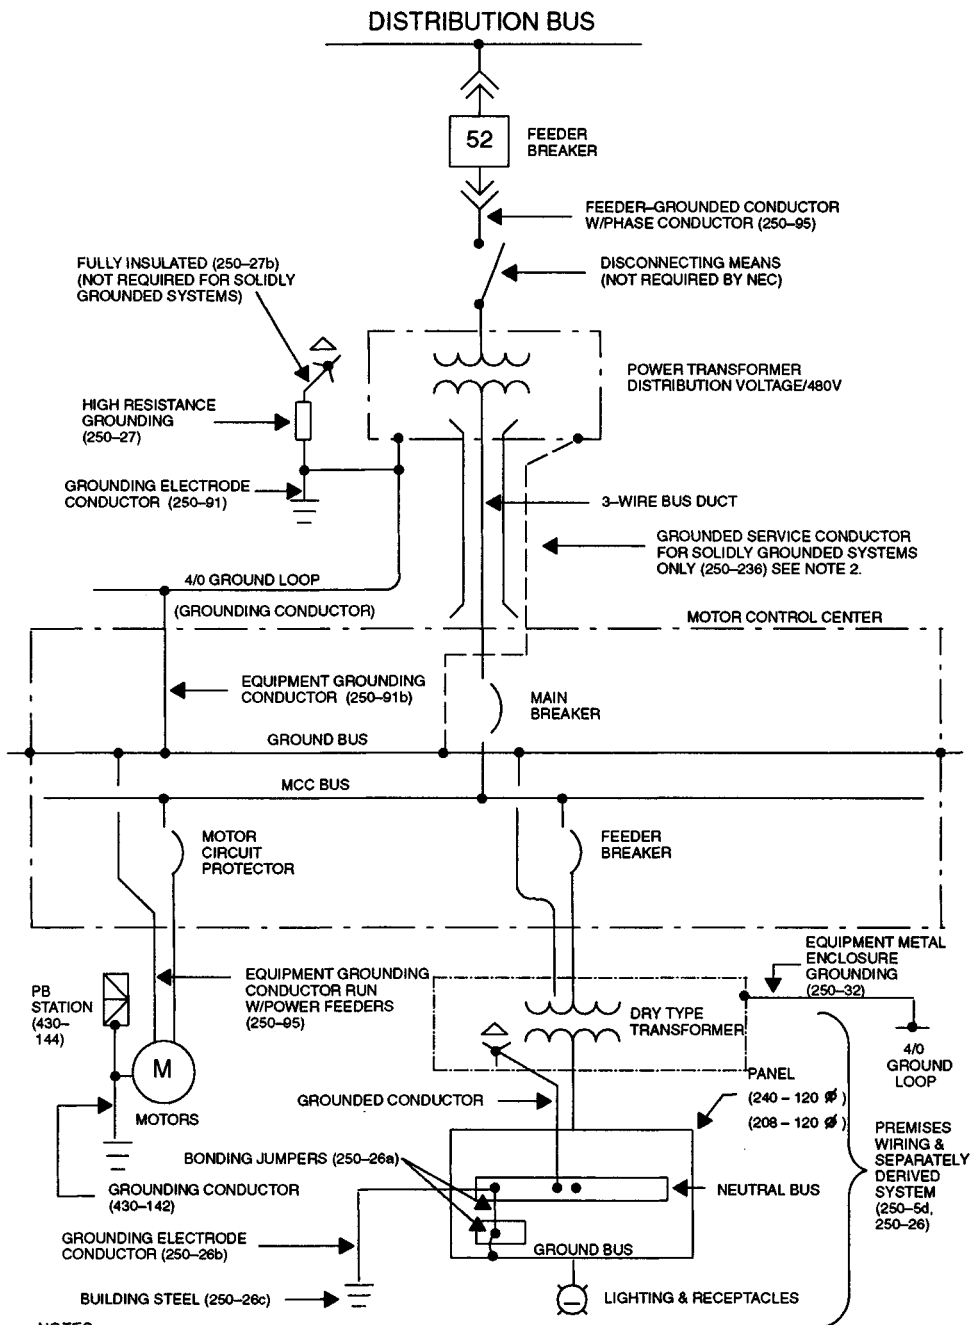 DISTRIBUTION BUS
52
FEEDER
BREAKER
FEEDER–GROUNDED CONDUCTOR
W/PHASE CONDUCTOR (250–95)
FULLY INSULATED (250–27b)
(NOT REQUIRED FOR SOLIDLY
GROUNDED SYSTEMS)
DISCONNECTING MEANS
(NOT REQUIRED BY NEC)
POWER TRANSFORMER
DISTRIBUTION VOLTAGE/480V
HIGH RESISTANCE
GROUNDING
(250–27)
GROUNDING ELECTRODE
CONDUCTOR (250–91)
3–WIRE BUS DUCT
GROUNDED SERVICE CONDUCTOR
FOR SOLIDLY GROUNDED SYSTEMS
ONLY (250–236) SEE NOTE 2.
4/0 GROUND LOOP
(GROUNDING CONDUCTOR)
MOTOR CONTROL CENTER
EQUIPMENT GROUNDING
CONDUCTOR (250–91b)
MAIN
BREAKER
GROUND BUS
MCC BUS
MOTOR
CIRCUIT
PROTECTOR
FEEDER
BREAKER
EQUIPMENT METAL
ENCLOSURE
GROUNDING
(250–32)
PB
STATION
(430–
144)
EQUIPMENT GROUNDING
CONDUCTOR RUN
W/POWER FEEDERS
(250–95)
DRY TYPE
TRANSFORMER
4/0
GROUND
LOOP
M
MOTORS
PANEL
(240 – 120 Ø )
(208 – 120 Ø )
GROUNDED CONDUCTOR
PREMISES
WIRING &
SEPARATELY
DERIVED
SYSTEM
(250–5d,
250–26)
BONDING JUMPERS (250–26a)
NEUTRAL BUS
GROUNDING CONDUCTOR
(430–142)
GROUNDING ELECTRODE
CONDUCTOR (250–26b)
GROUND BUS
BUILDING STEEL (250–26c)
LIGHTING & RECEPTACLES